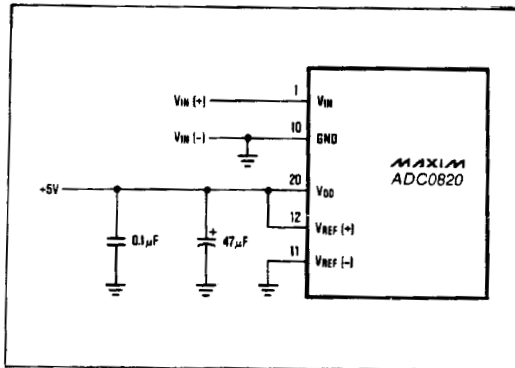 1
VIN (+)
VIN
10
VIN (-)
GND
MAXIM
ADC0820
20
+5V
VDD
12
VREF (+)
0.1µF
+
47µF
11
VREF (-)